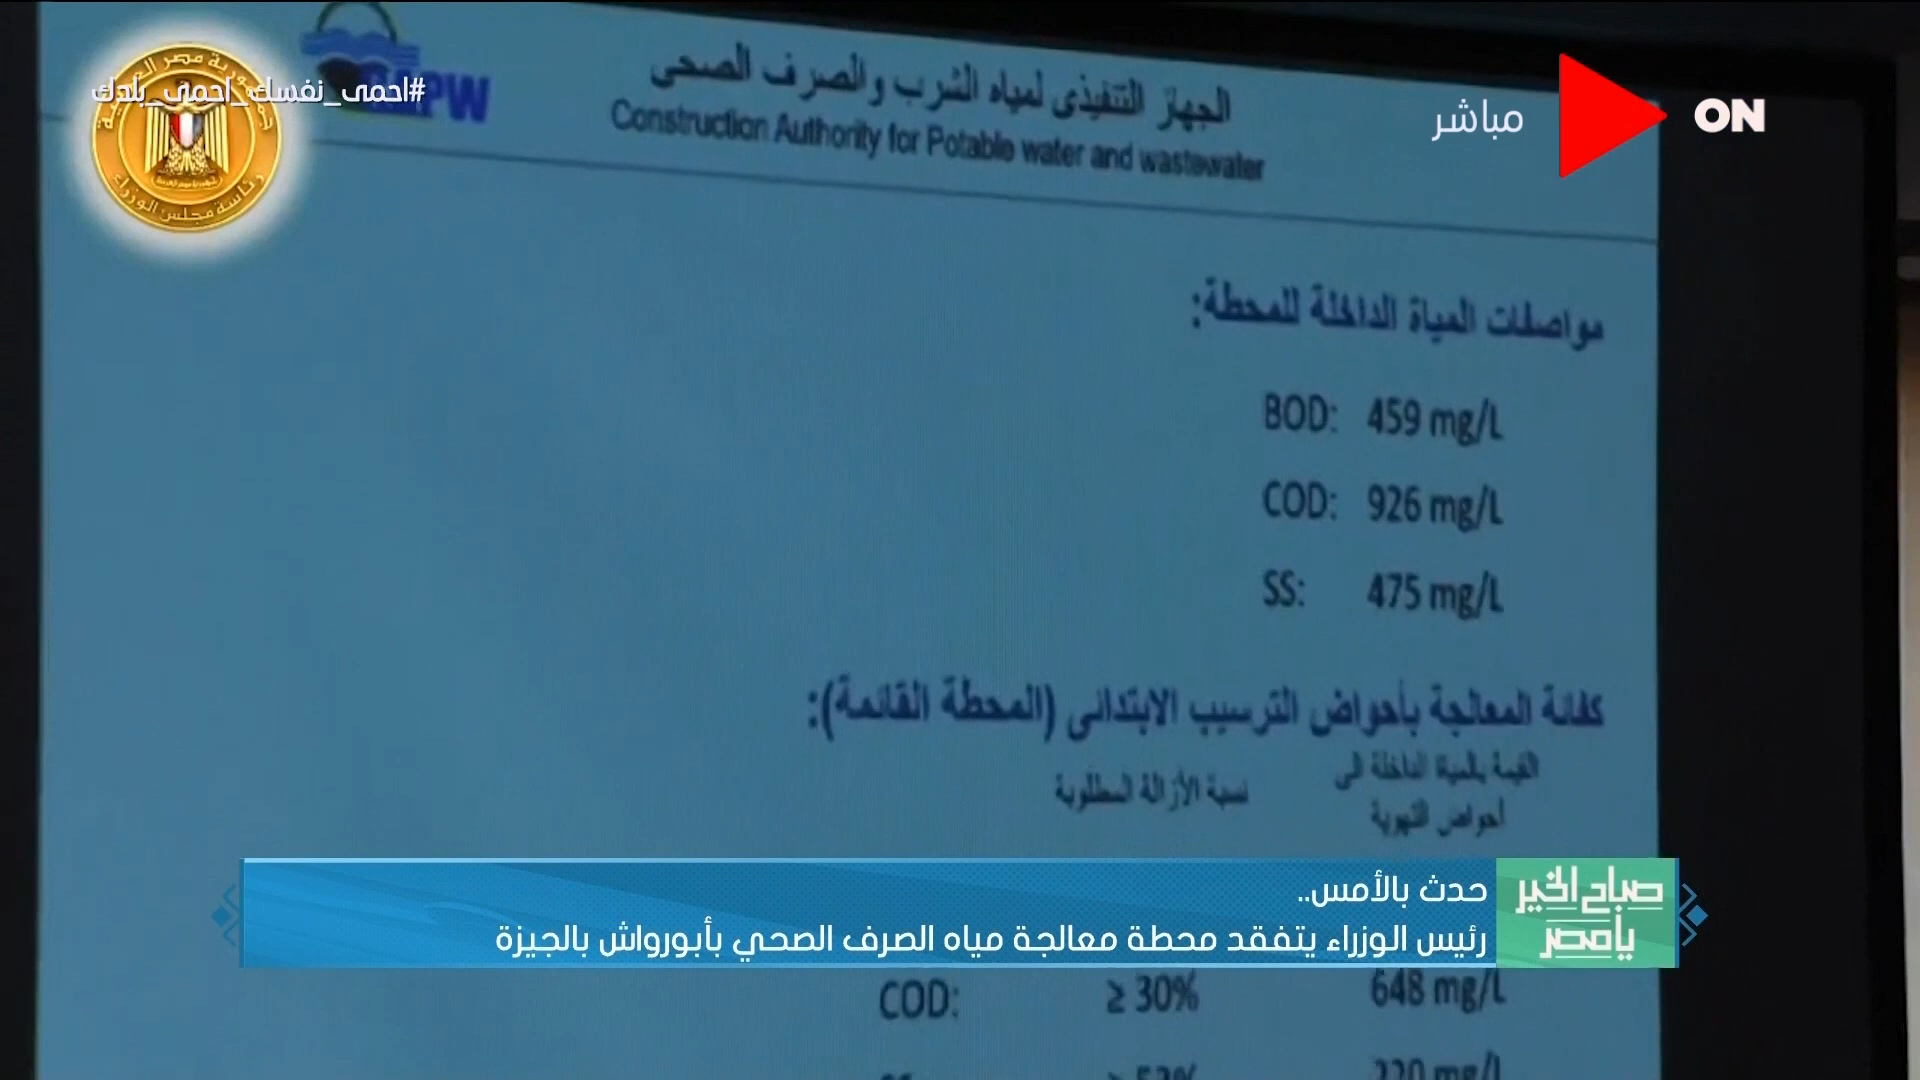 #احمى_نفسك_احمى_بلدك
مباشر
ON
الجهاز التنفيذى لمياه الشرب والصرف الصحى
Construction Authority for Potable water and wastewater
مواصفات المياة الداخلة للمحطة:
BOD: 459 mg/L
COD: 926 mg/L
SS: 475 mg/L
كفائة المعالجة بأحواض الترسيب الابتدائى (المحطة القائمة):
القيمة بالمياة الداخلة الى
أحواض التهوية
نسبة الأزالة المطلوبة
صباح الخير
يا مصر
حدث بالأمس..
رئيس الوزراء يتفقد محطة معالجة مياه الصرف الصحي بأبورواش بالجيزة
COD: ≥ 30% 648 mg/L